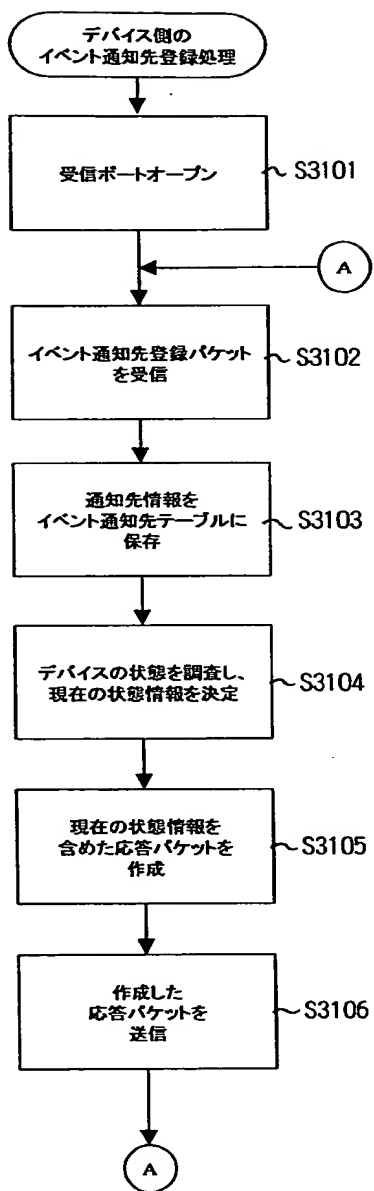 デバイス側の
イベント通知先登録処理
受信ポートオープン
S3101
A
イベント通知先登録パケット
を受信
S3102
通知先情報を
イベント通知先テーブルに
保存
S3103
デバイスの状態を調査し、
現在の状態情報を決定
S3104
現在の状態情報を
含めた応答パケットを
作成
S3105
作成した
応答パケットを
送信
S3106
A